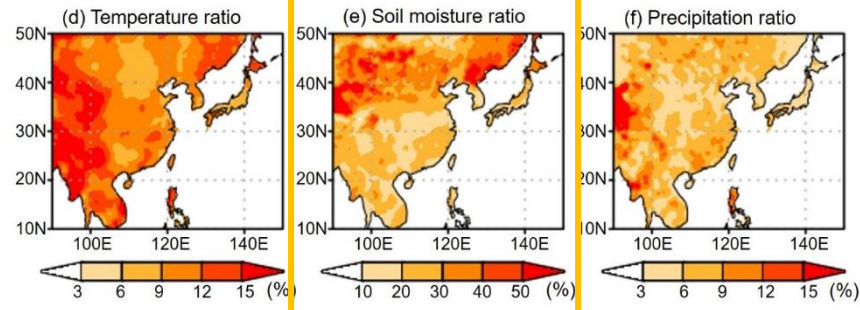 (d) Temperature ratio
50N
40N
30N
20N
10N
100E 120E 140E
3 6 9 12 15 (%)
(e) Soil moisture ratio
50N
40N
30N
20N
10N
100E 120E 140E
10 20 30 40 50 (%)
(f) Precipitation ratio
50N
40N
30N
20N
10N
100E 120E 140E
3 6 9 12 15 (%)